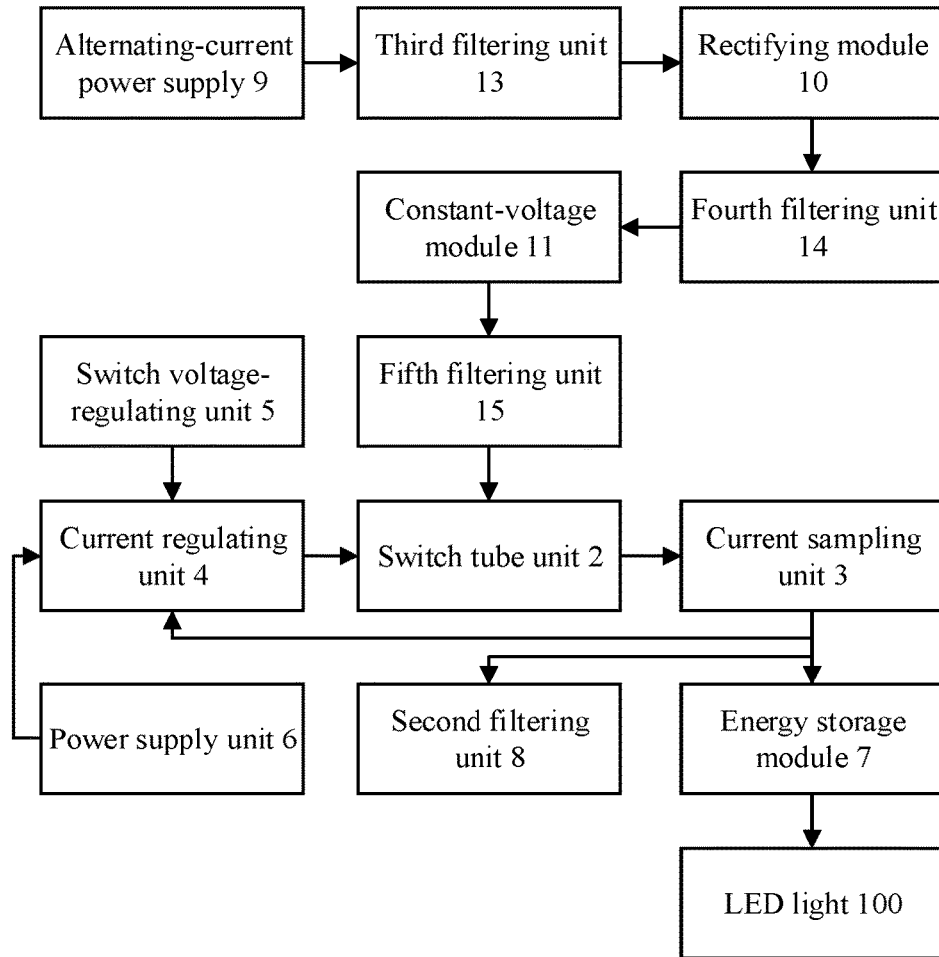 Alternating-current
power supply 9
Third filtering unit
13
Rectifying module
10
Constant-voltage
module 11
Fourth filtering unit
14
Switch voltage-
regulating unit 5
Fifth filtering unit
15
Current regulating
unit 4
Switch tube unit 2
Current sampling
unit 3
Power supply unit 6
Second filtering
unit 8
Energy storage
module 7
LED light 100